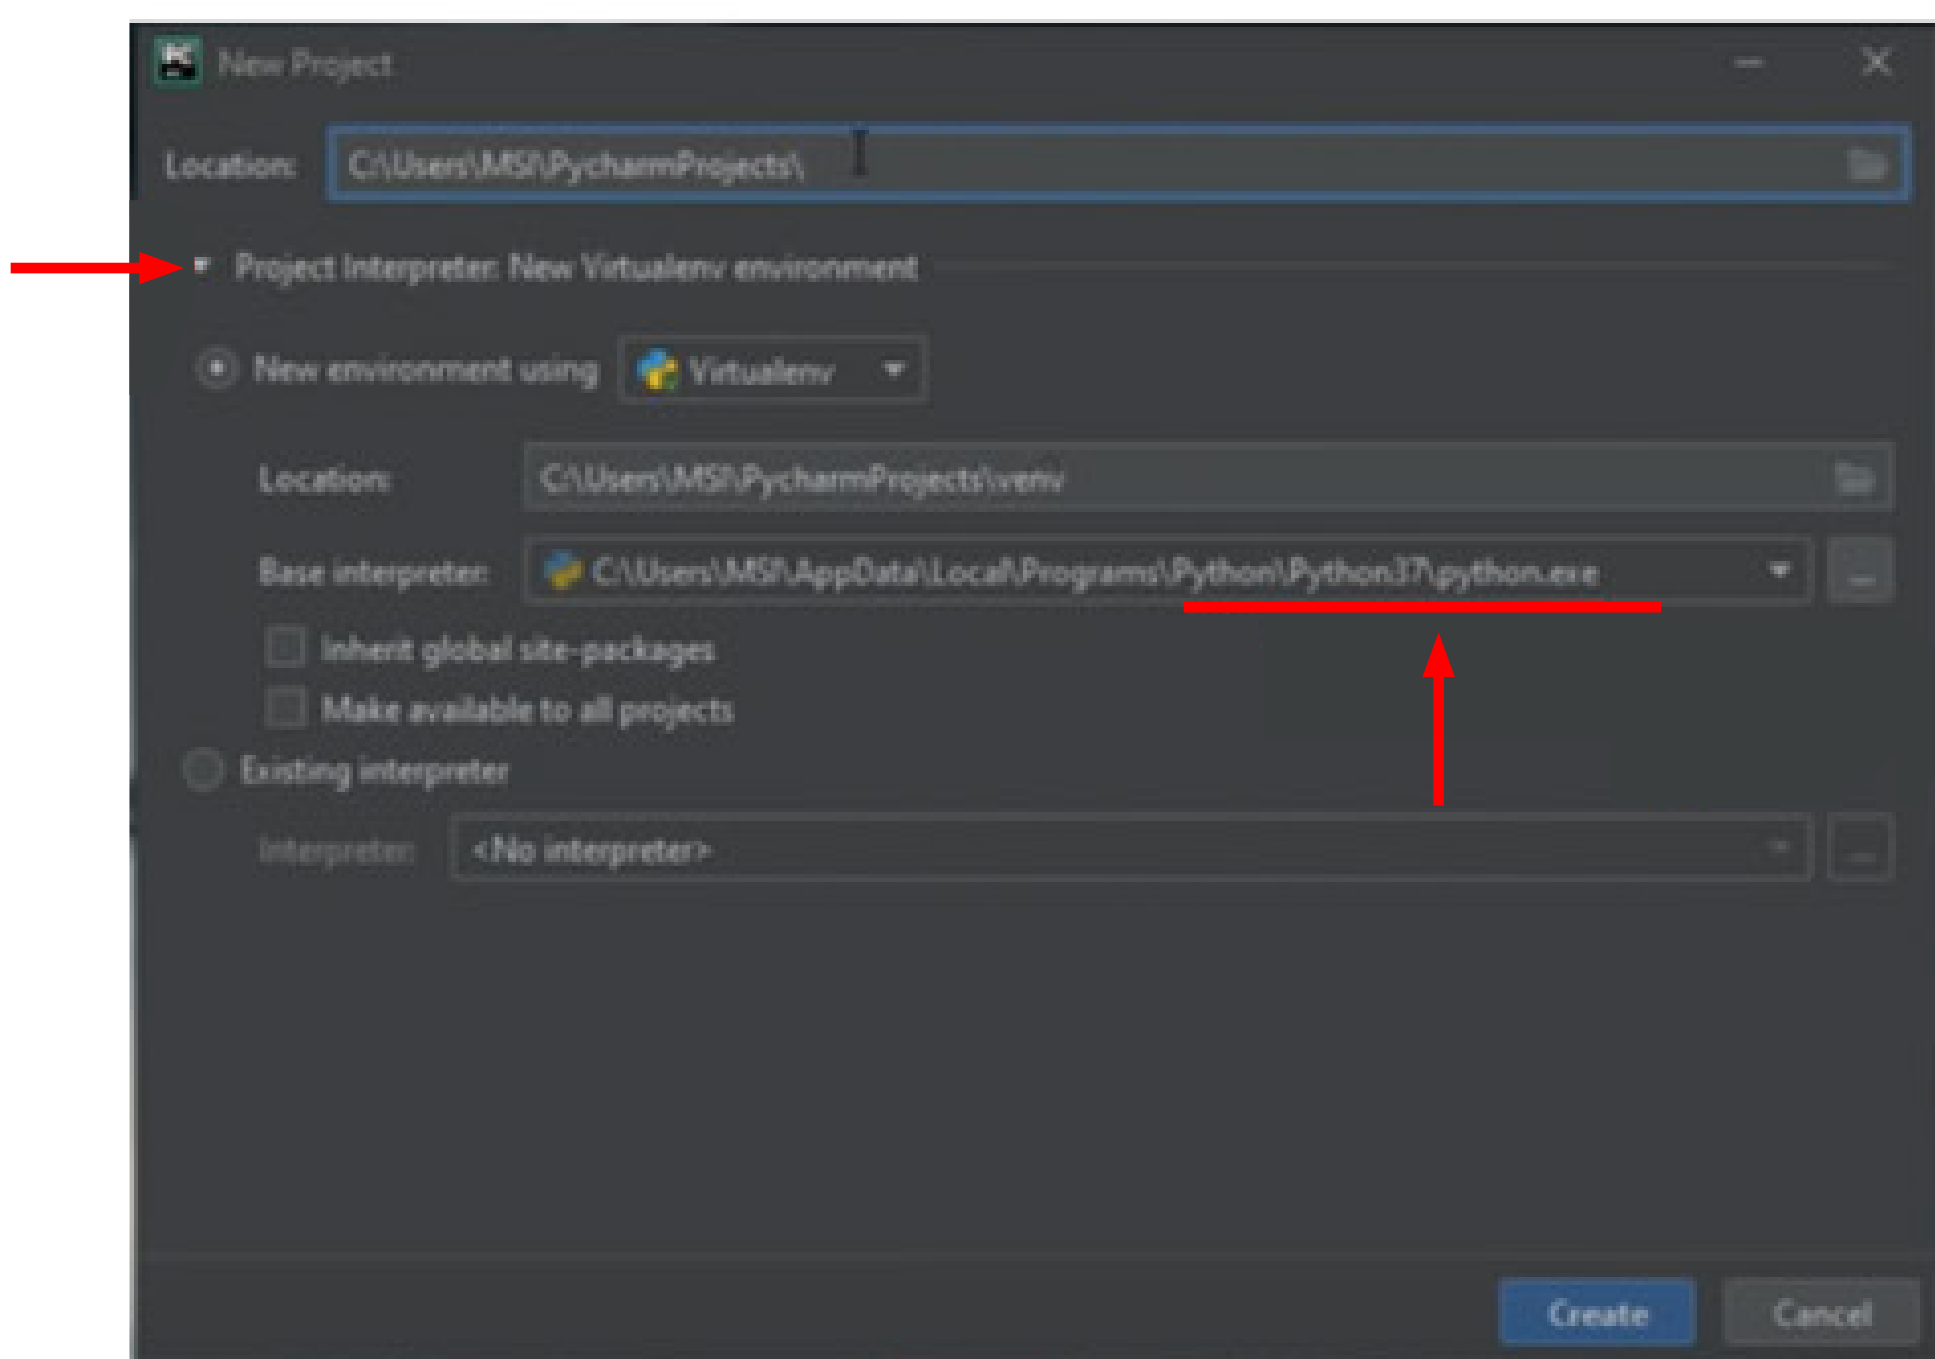 PC
New Project
Location: C:\Users\MSI\PycharmProjects\
Project Interpreter: New Virtualenv environment
New environment using Virtualenv
Location: C:\Users\MSI\PycharmProjects\venv
Base interpreter: C:\Users\MSI\AppData\Local\Programs\Python\Python37\python.exe
...
Inherit global site-packages
Make available to all projects
Existing interpreter
Interpreter: <No interpreter>
...
Create Cancel